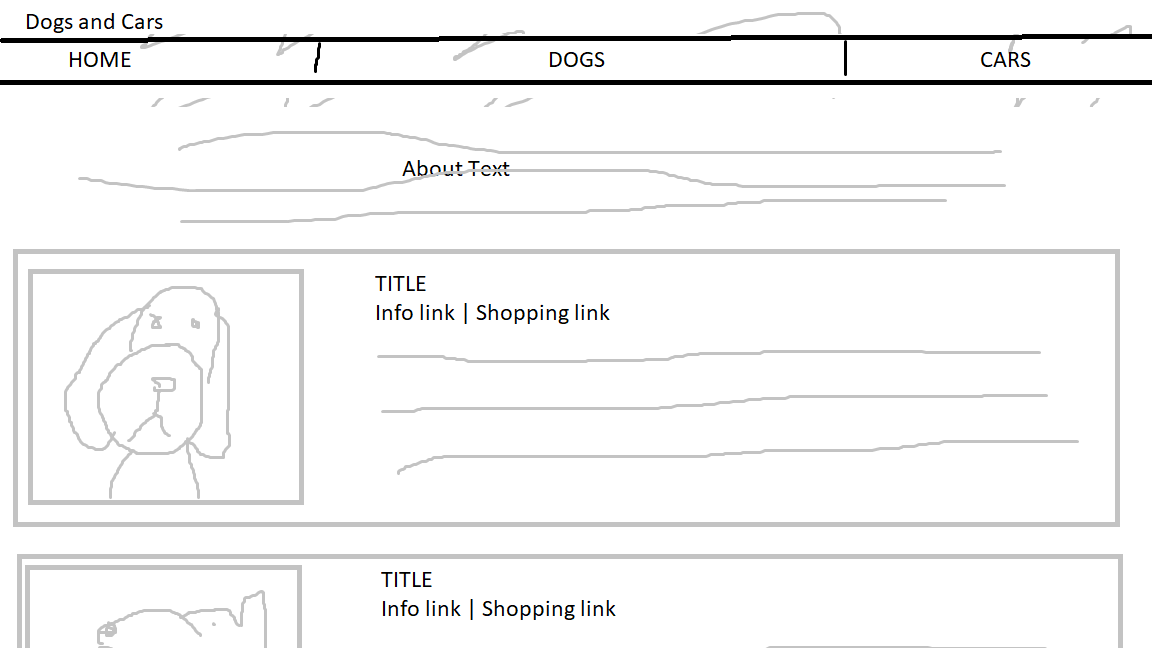 Dogs and Cars
HOME DOGS CARS
About Text
TITLE
Info link | Shopping link
TITLE
Info link | Shopping link